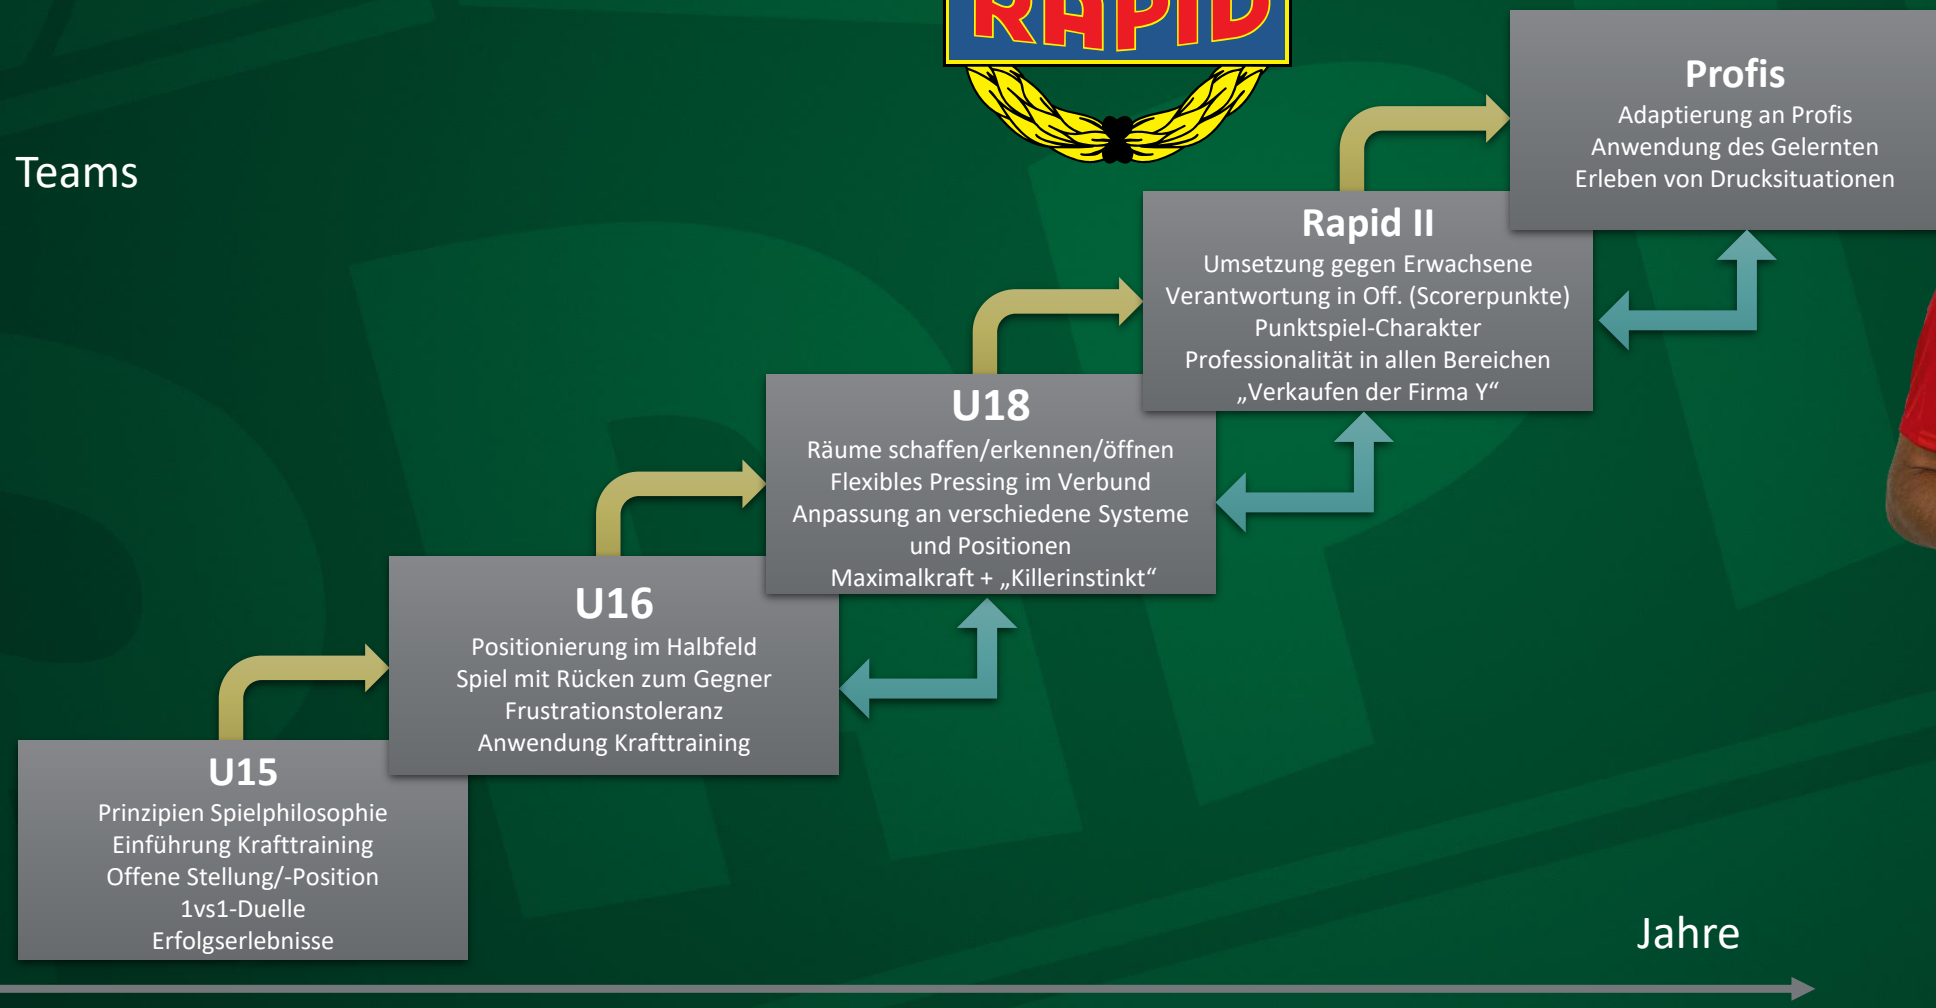 RAPID
Teams
Profis
Adaptierung an Profis
Anwendung des Gelernten
Erleben von Drucksituationen
Rapid II
Umsetzung gegen Erwachsene
Verantwortung in Off. (Scorerpunkte)
Punktspiel-Charakter
Professionalität in allen Bereichen
„Verkaufen der Firma Y“
U18
Räume schaffen/erkennen/öffnen
Flexibles Pressing im Verbund
Anpassung an verschiedene Systeme
und Positionen
Maximalkraft + „Killerinstinkt“
U16
Positionierung im Halbfeld
Spiel mit Rücken zum Gegner
Frustrationstoleranz
Anwendung Krafttraining
U15
Prinzipien Spielphilosophie
Einführung Krafttraining
Offene Stellung/-Position
1vs1-Duelle
Erfolgserlebnisse
Jahre